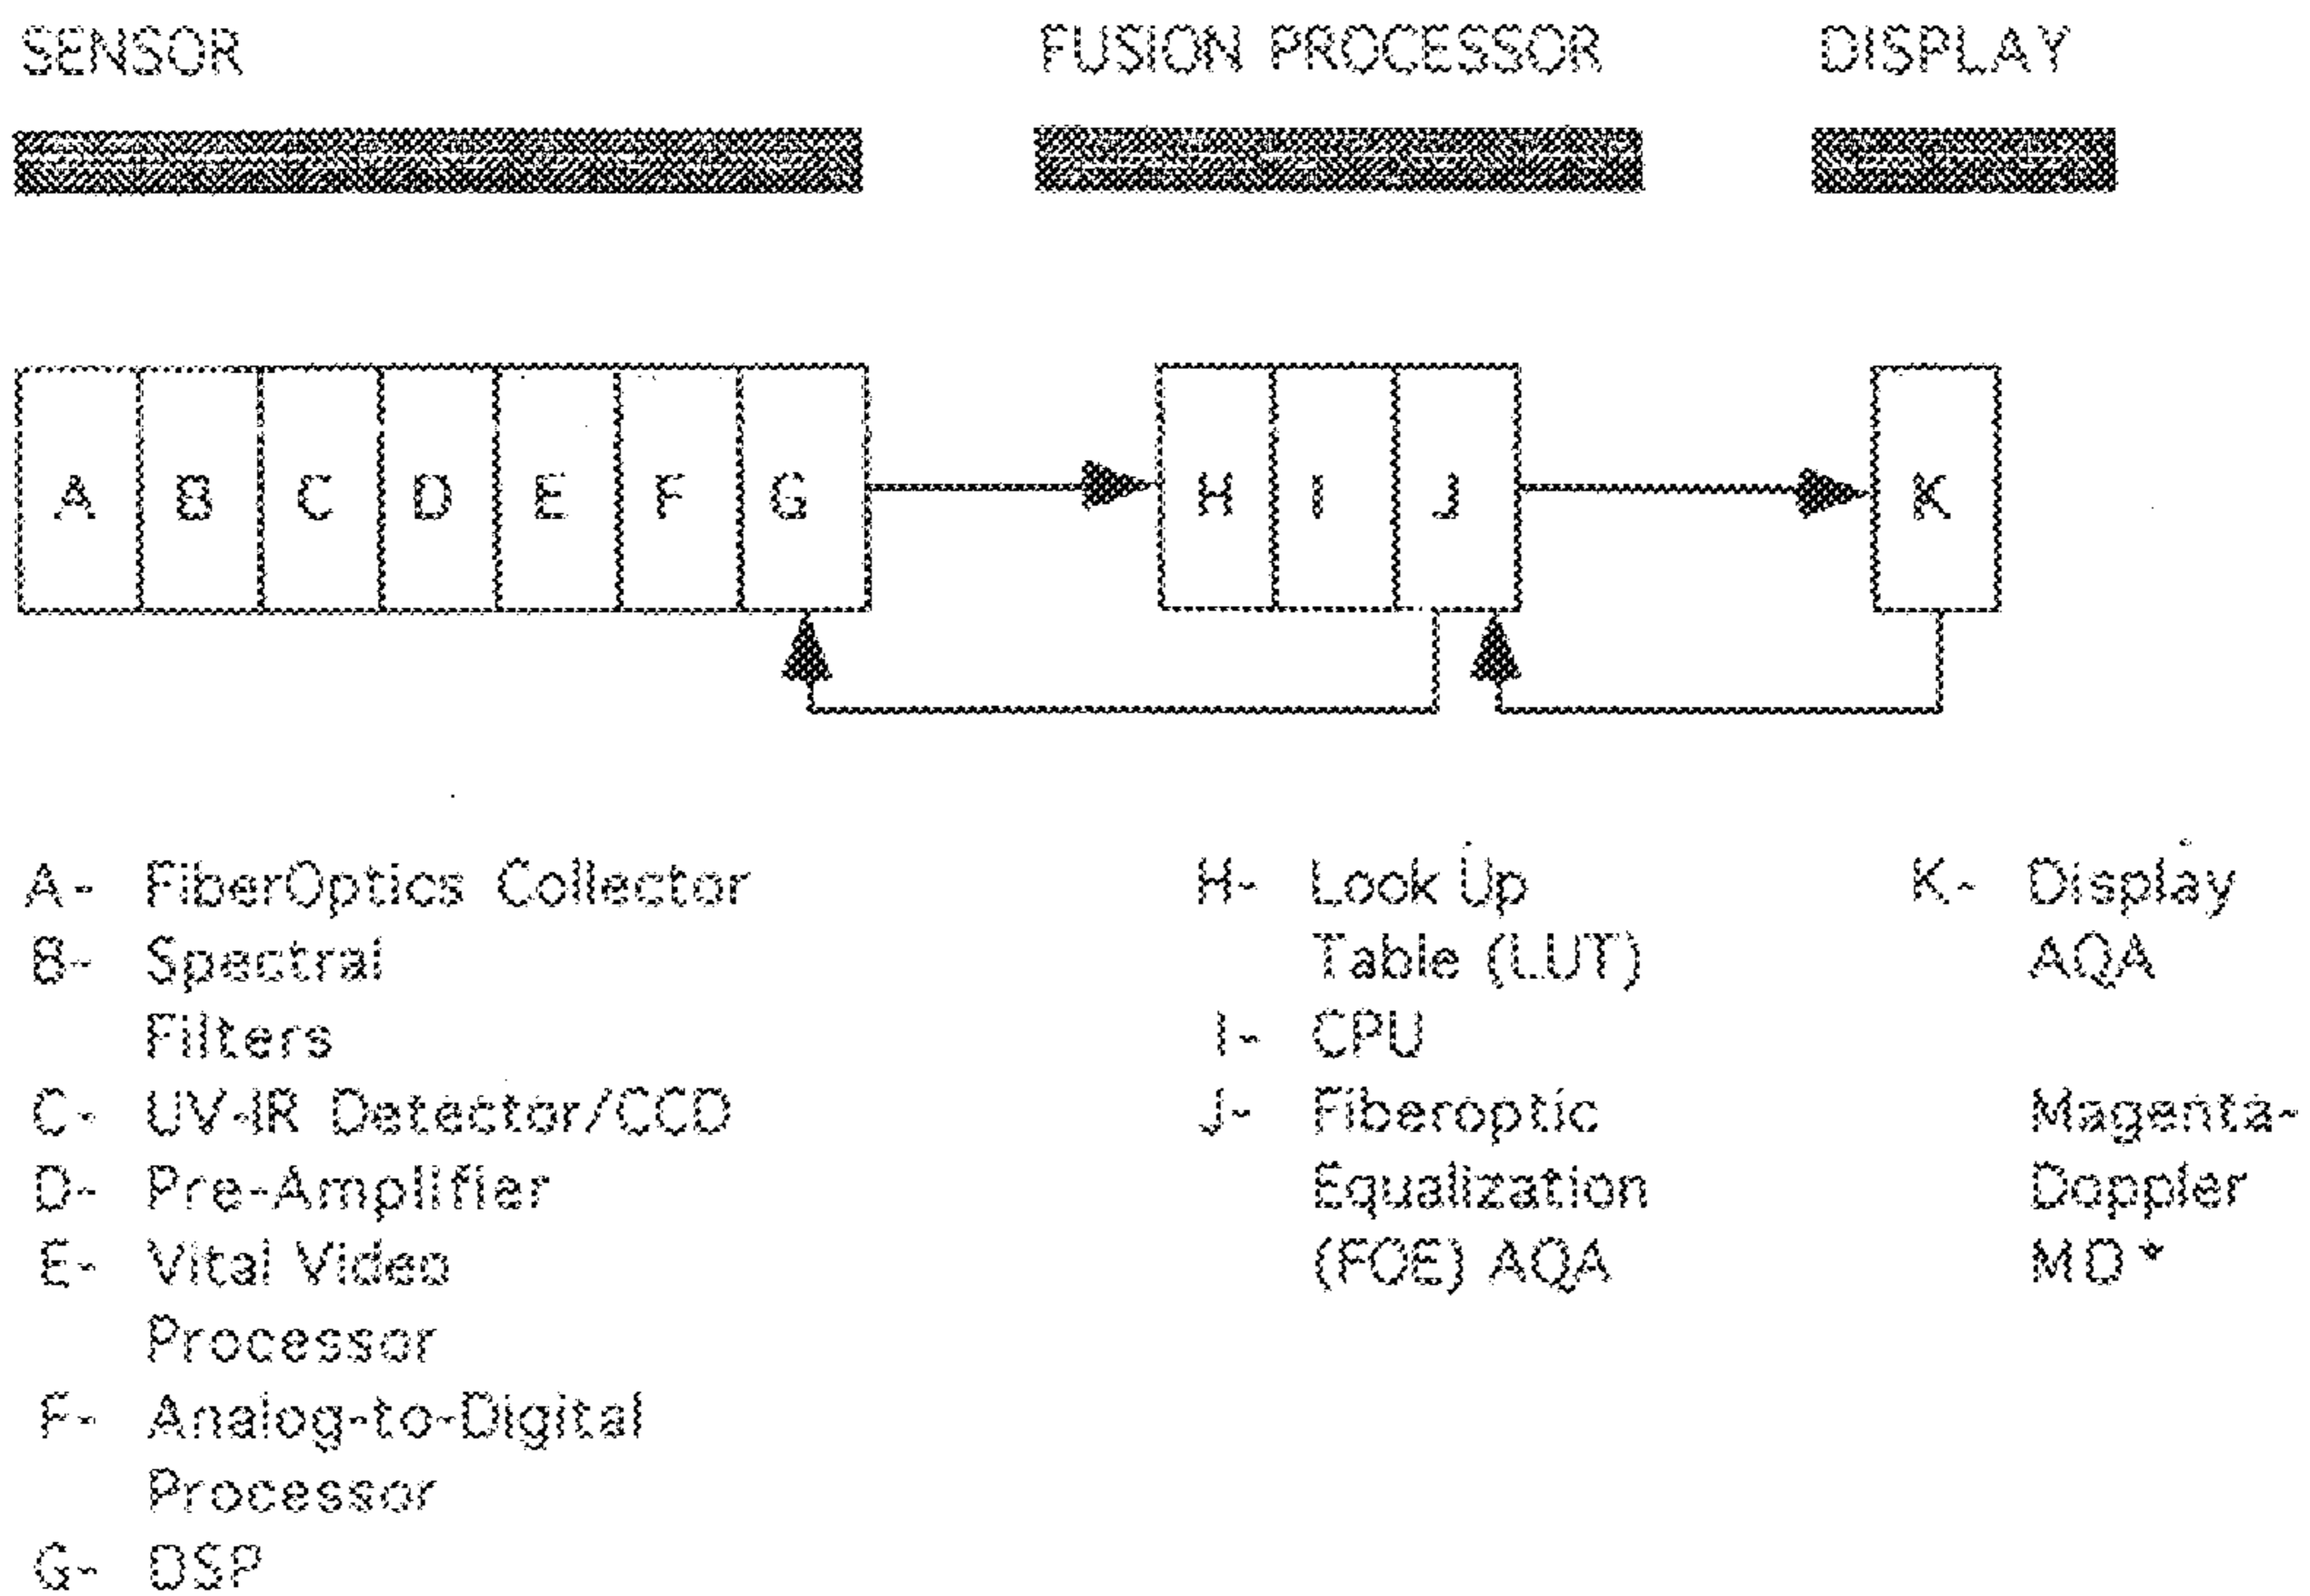 SENSOR
FUSION PROCESSOR
DISPLAY
A B C D E F G
H I J
K
A- FiberOptics Collector
B- Spectral
Filters
C- UV-IR Detector/CCD
D- Pre-Amplifier
E- Vital Video
Processor
F- Analog-to-Digital
Processor
G- DSP
H- Look Up
Table (LUT)
I- CPU
J- Fiberoptic
Equalization
(FOE) AQA
K- Display
AQA
Magenta-
Doppler
MD*